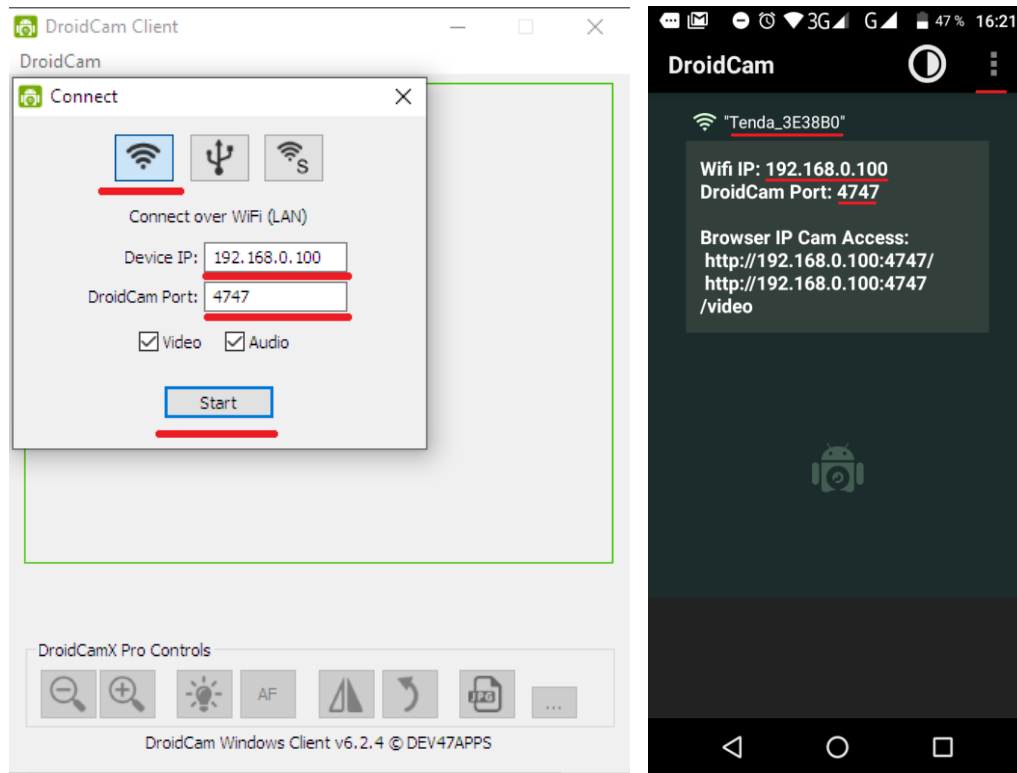 DroidCam Client
DroidCam
Connect
S
Connect over WiFi (LAN)
Device IP: 192.168.0.100
DroidCam Port: 4747
Video Audio
Start
DroidCamX Pro Controls
AF
JPG
...
DroidCam Windows Client v6.2.4 © DEV47APPS
3G G 47 % 16:21
DroidCam
"Tenda_3E38B0"
Wifi IP: 192.168.0.100
DroidCam Port: 4747
Browser IP Cam Access:
http://192.168.0.100:4747/
http://192.168.0.100:4747
/video